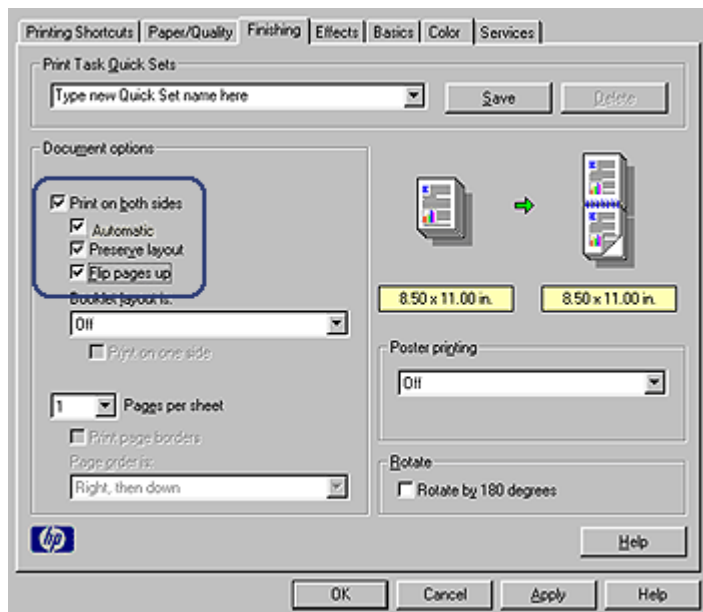 Printing Shortcuts Paper/Quality Finishing Effects Basics Color Services
Print Task Quick Sets
Type new Quick Set name here Save Delete
Document options
Print on both sides
Automatic
Preserve layout
Flip pages up
Booklet layout is:
Off
Print on one side
1 Pages per sheet
Print page borders
Page order is:
Right, then down
8.50 x 11.00 in. 8.50 x 11.00 in.
Poster printing
Off
Rotate
Rotate by 180 degrees
hp
Help
OK Cancel Apply Help